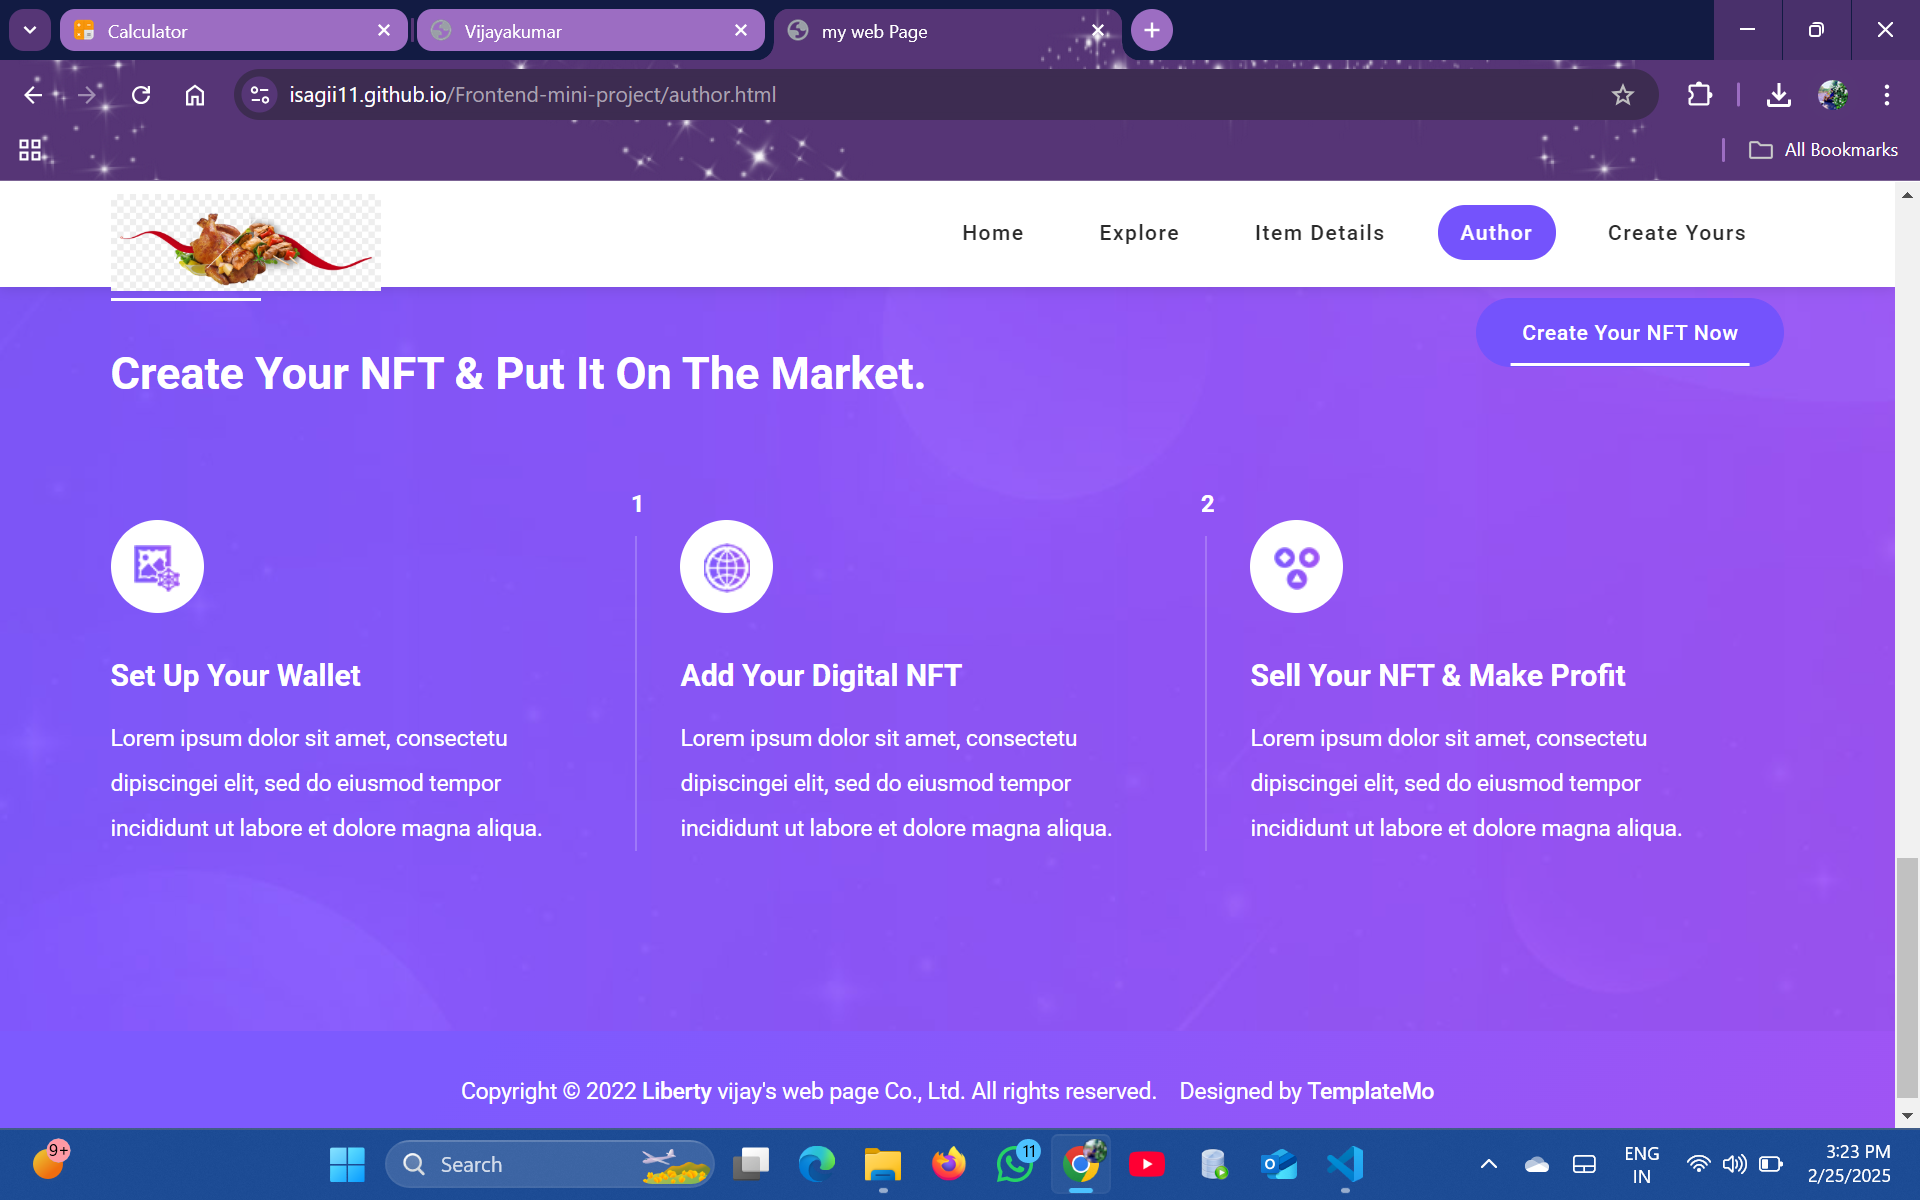 Calculator
Vijayakumar
my web Page
isagii11.github.io/Frontend-mini-project/author.html
All Bookmarks
Home
Explore
Item Details
Author
Create Yours
Create Your NFT Now
Create Your NFT & Put It On The Market.
1
2
Set Up Your Wallet
Lorem ipsum dolor sit amet, consectetu
dipiscingei elit, sed do eiusmod tempor
incididunt ut labore et dolore magna aliqua.
Add Your Digital NFT
Lorem ipsum dolor sit amet, consectetu
dipiscingei elit, sed do eiusmod tempor
incididunt ut labore et dolore magna aliqua.
Sell Your NFT & Make Profit
Lorem ipsum dolor sit amet, consectetu
dipiscingei elit, sed do eiusmod tempor
incididunt ut labore et dolore magna aliqua.
Copyright © 2022 Liberty vijay's web page Co., Ltd. All rights reserved. Designed by TemplateMo
9+
Search
11
ENG
IN
3:23 PM
2/25/2025